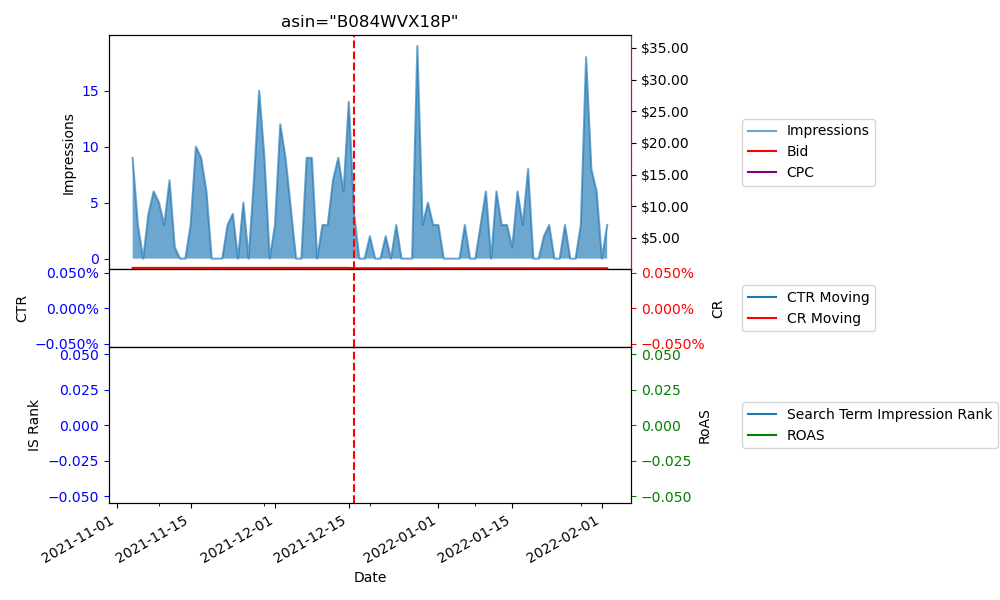 asin="B084WVX18P"
Impressions
15
10
5
0
$35.00
$30.00
$25.00
$20.00
$15.00
$10.00
$5.00
Impressions
Bid
CPC
CTR
0.050%
0.000%
−0.050%
0.050%
0.000%
−0.050%
CR
CTR Moving
CR Moving
IS Rank
0.050
0.025
0.000
−0.025
−0.050
0.050
0.025
0.000
−0.025
−0.050
RoAS
Search Term Impression Rank
ROAS
2021-11-01
2021-11-15
2021-12-01
2021-12-15
2022-01-01
2022-01-15
2022-02-01
Date